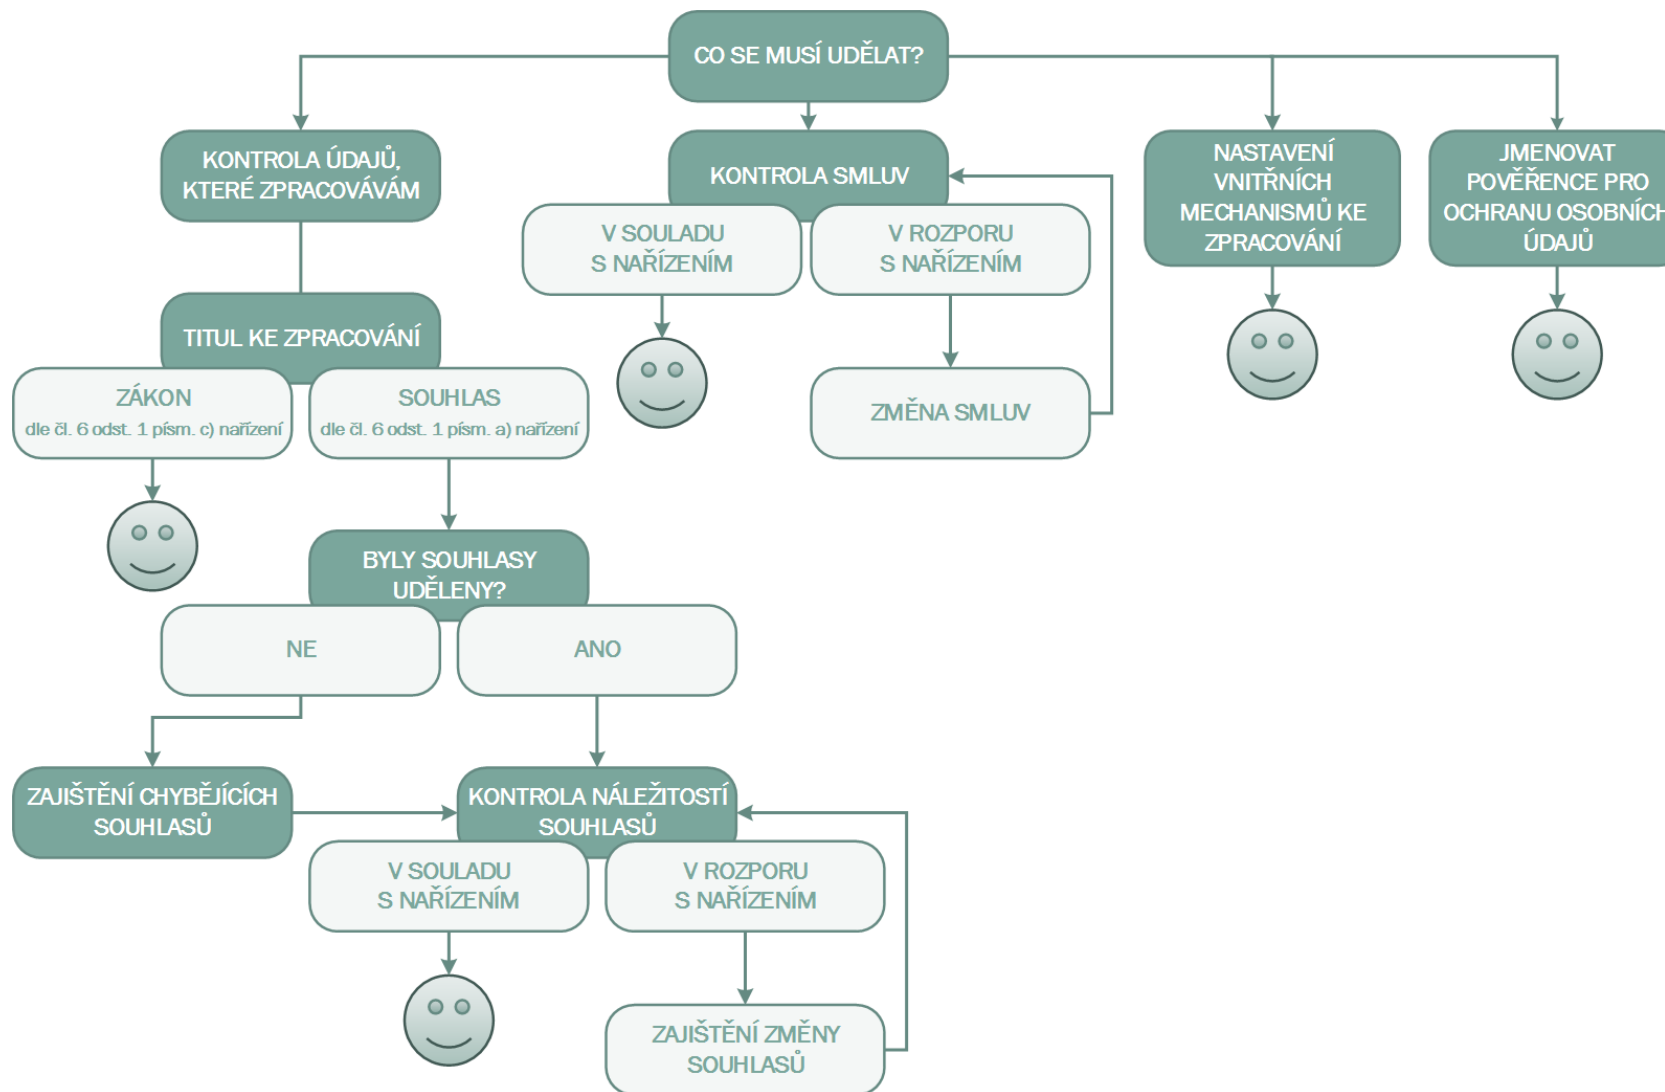 CO SE MUSÍ UDĚLAT?
KONTROLA ÚDAJŮ,
KTERÉ ZPRACOVÁVÁM
KONTROLA SMLUV
NASTAVENÍ
VNITŘNÍCH
MECHANISMŮ KE
ZPRACOVÁNÍ
JMENOVAT
POVĚŘENCE PRO
OCHRANU OSOBNÍCH
ÚDAJŮ
V SOULADU
S NAŘÍZENÍM
V ROZPORU
S NAŘÍZENÍM
TITUL KE ZPRACOVÁNÍ
ZÁKON
dle čl. 6 odst. 1 písm. c) nařízení
SOUHLAS
dle čl. 6 odst. 1 písm. a) nařízení
ZMĚNA SMLUV
BYLY SOUHLASY
UDĚLENY?
NE
ANO
ZAJIŠTĚNÍ CHYBĚJÍCÍCH
SOUHLASŮ
KONTROLA NÁLEŽITOSTÍ
SOUHLASŮ
V SOULADU
S NAŘÍZENÍM
V ROZPORU
S NAŘÍZENÍM
ZAJIŠTĚNÍ ZMĚNY
SOUHLASŮ